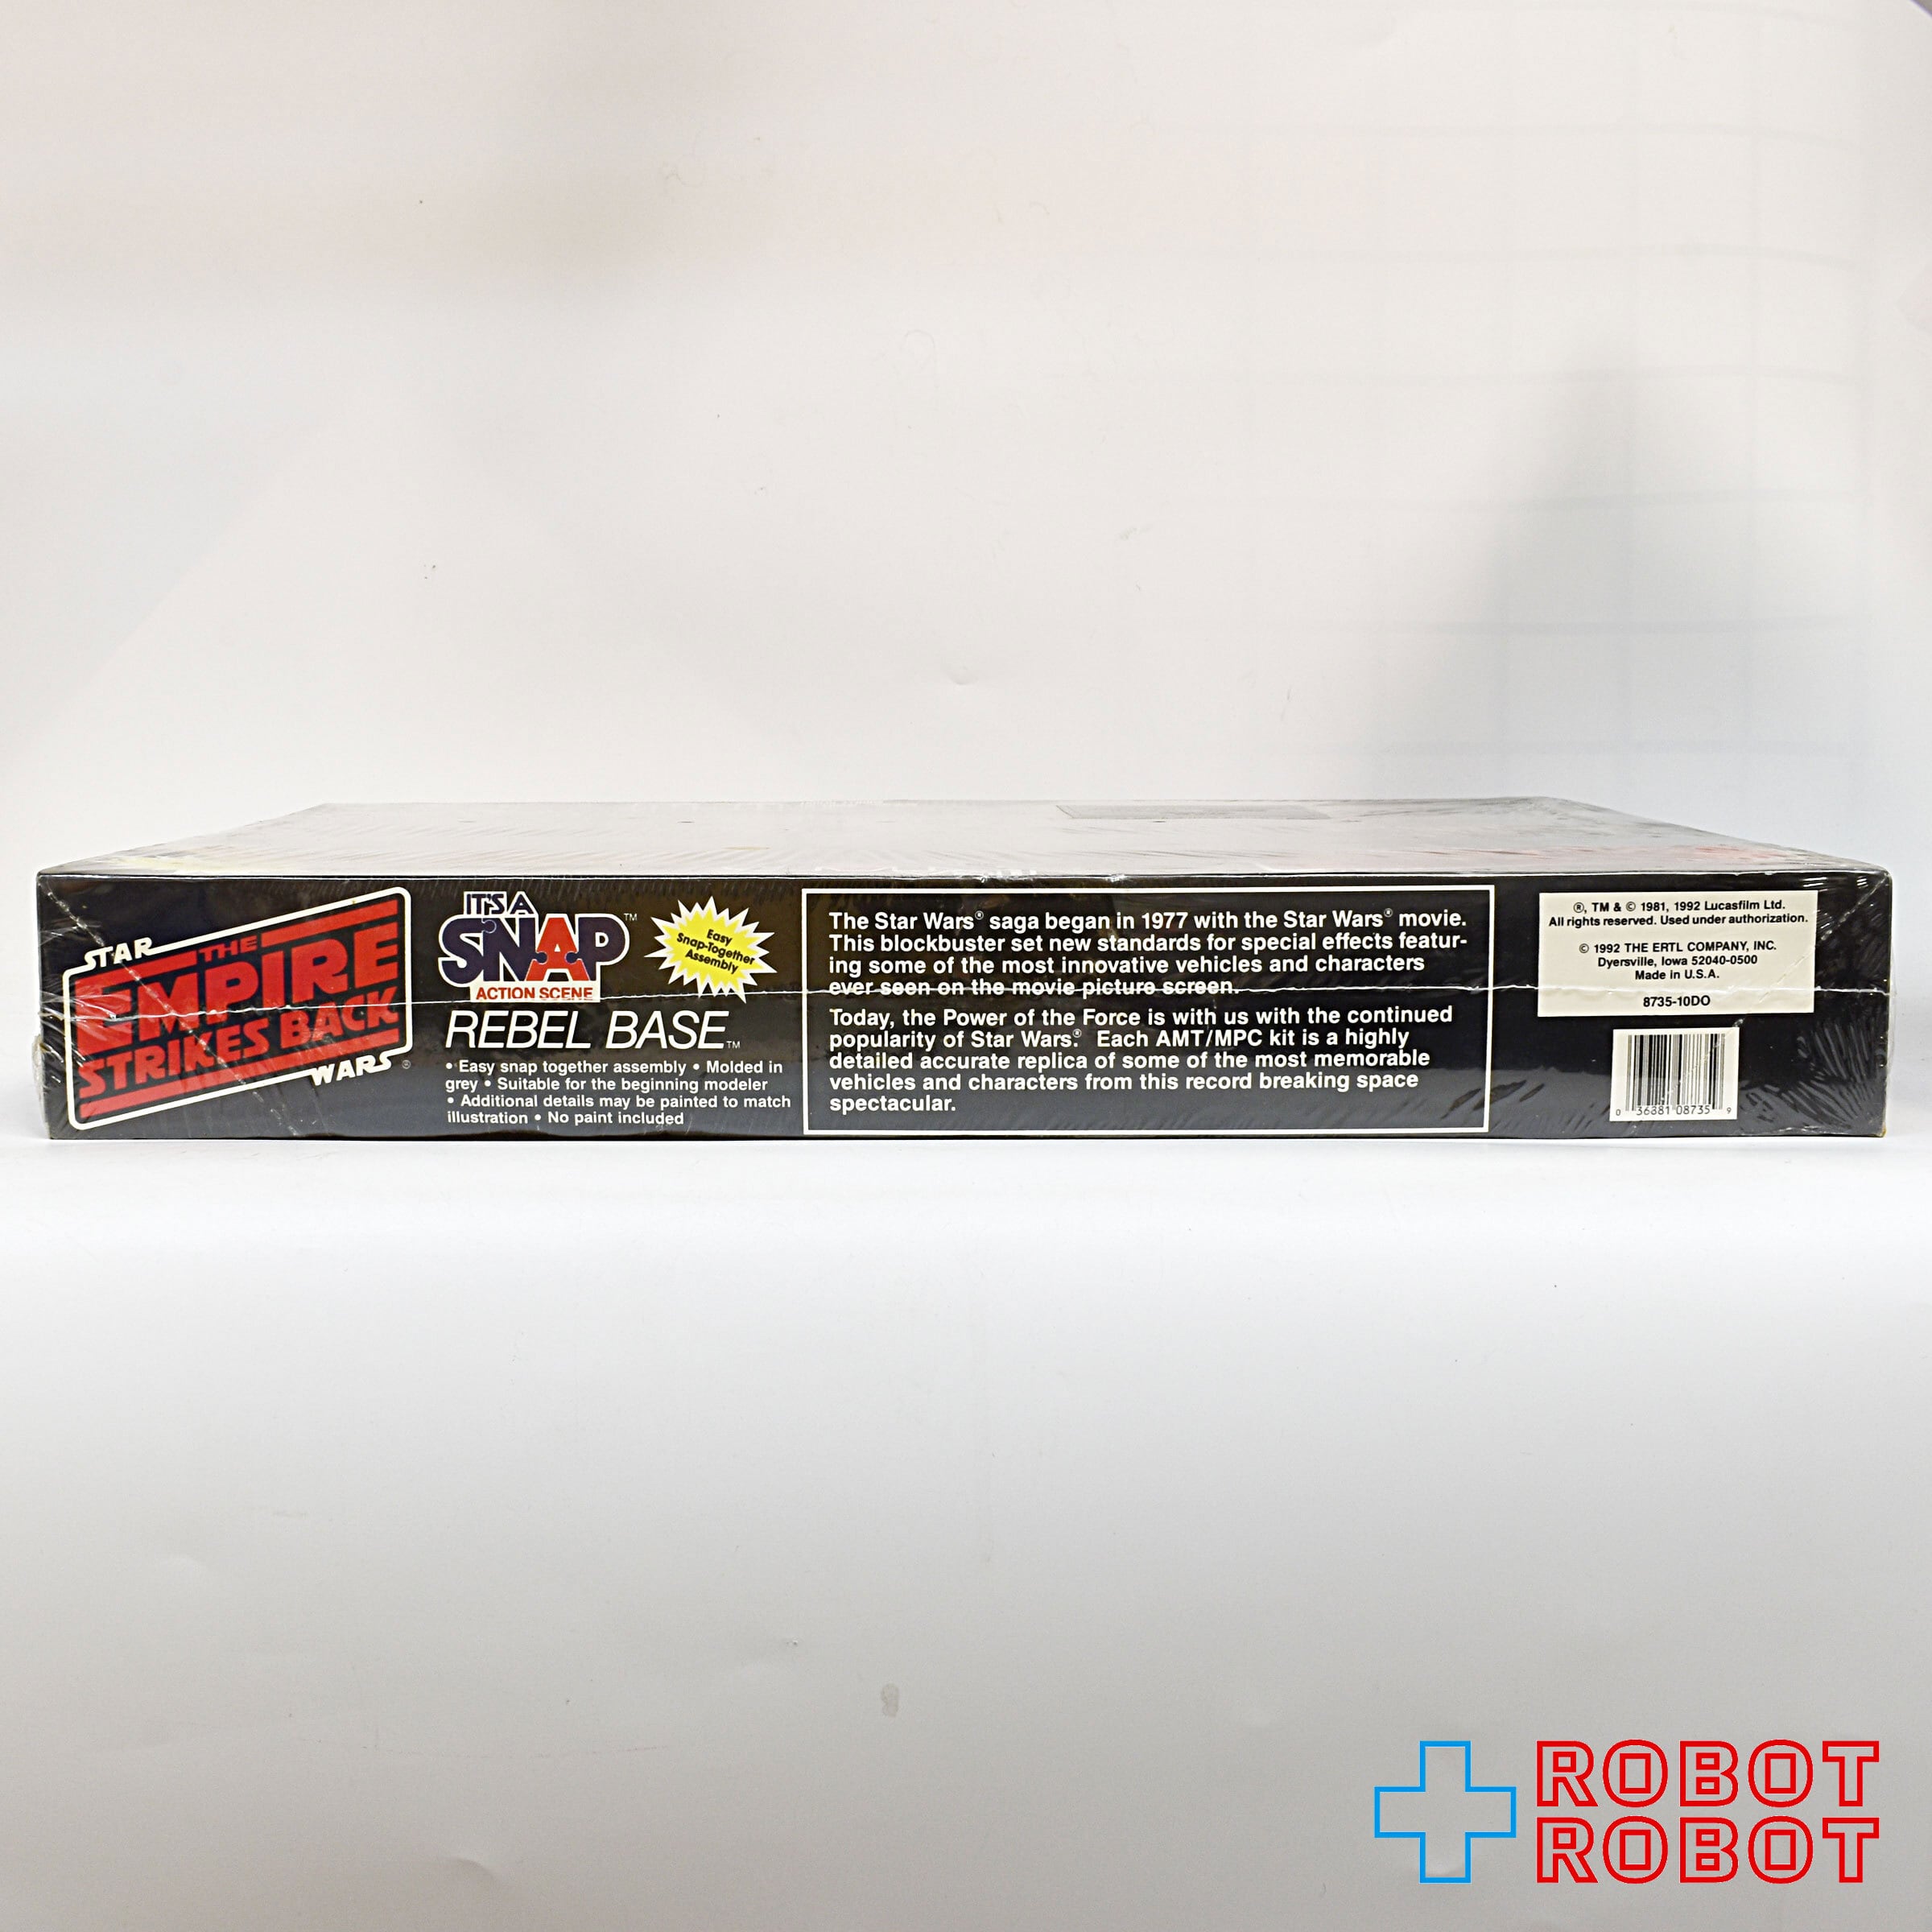 STAR
THE
EMPIRE
STRIKES BACK
WARS ®
IT'S A
SNAP™
ACTION SCENE
Easy
Snap-Together
Assembly
REBEL BASE™
• Easy snap together assembly • Molded in
grey • Suitable for the beginning modeler
• Additional details may be painted to match
illustration • No paint included
The Star Wars® saga began in 1977 with the Star Wars® movie.
This blockbuster set new standards for special effects featur-
ing some of the most innovative vehicles and characters
ever seen on the movie picture screen.
Today, the Power of the Force is with us with the continued
popularity of Star Wars®. Each AMT/MPC kit is a highly
detailed accurate replica of some of the most memorable
vehicles and characters from this record breaking space
spectacular.
®, TM & © 1981, 1992 Lucasfilm Ltd.
All rights reserved. Used under authorization.
© 1992 THE ERTL COMPANY, INC.
Dyersville, Iowa 52040-0500
Made in U.S.A.
8735-10DO
0 36881 08735 9
ROBOT
ROBOT